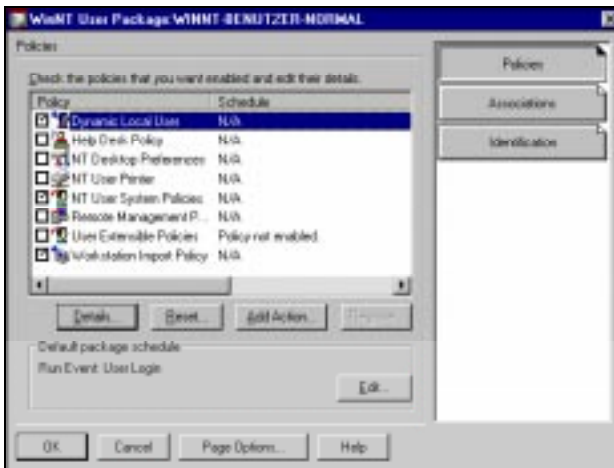 WinNT User Package:WINNT-BENUTZER-NORMAL
Policies
Check the policies that you want enabled and edit their details.
Policy Schedule
Dynamic Local User N/A
Help Desk Policy N/A
NT Desktop Preferences N/A
NT User Printer N/A
NT User System Policies N/A
Remote Management P... N/A
User Extensible Policies Policy not enabled.
Workstation Import Policy N/A
Details... Reset... Add Action...
Default package schedule
Run Event: User Login
Edit...
OK Cancel Page Options... Help
Policies
Associations
Identification